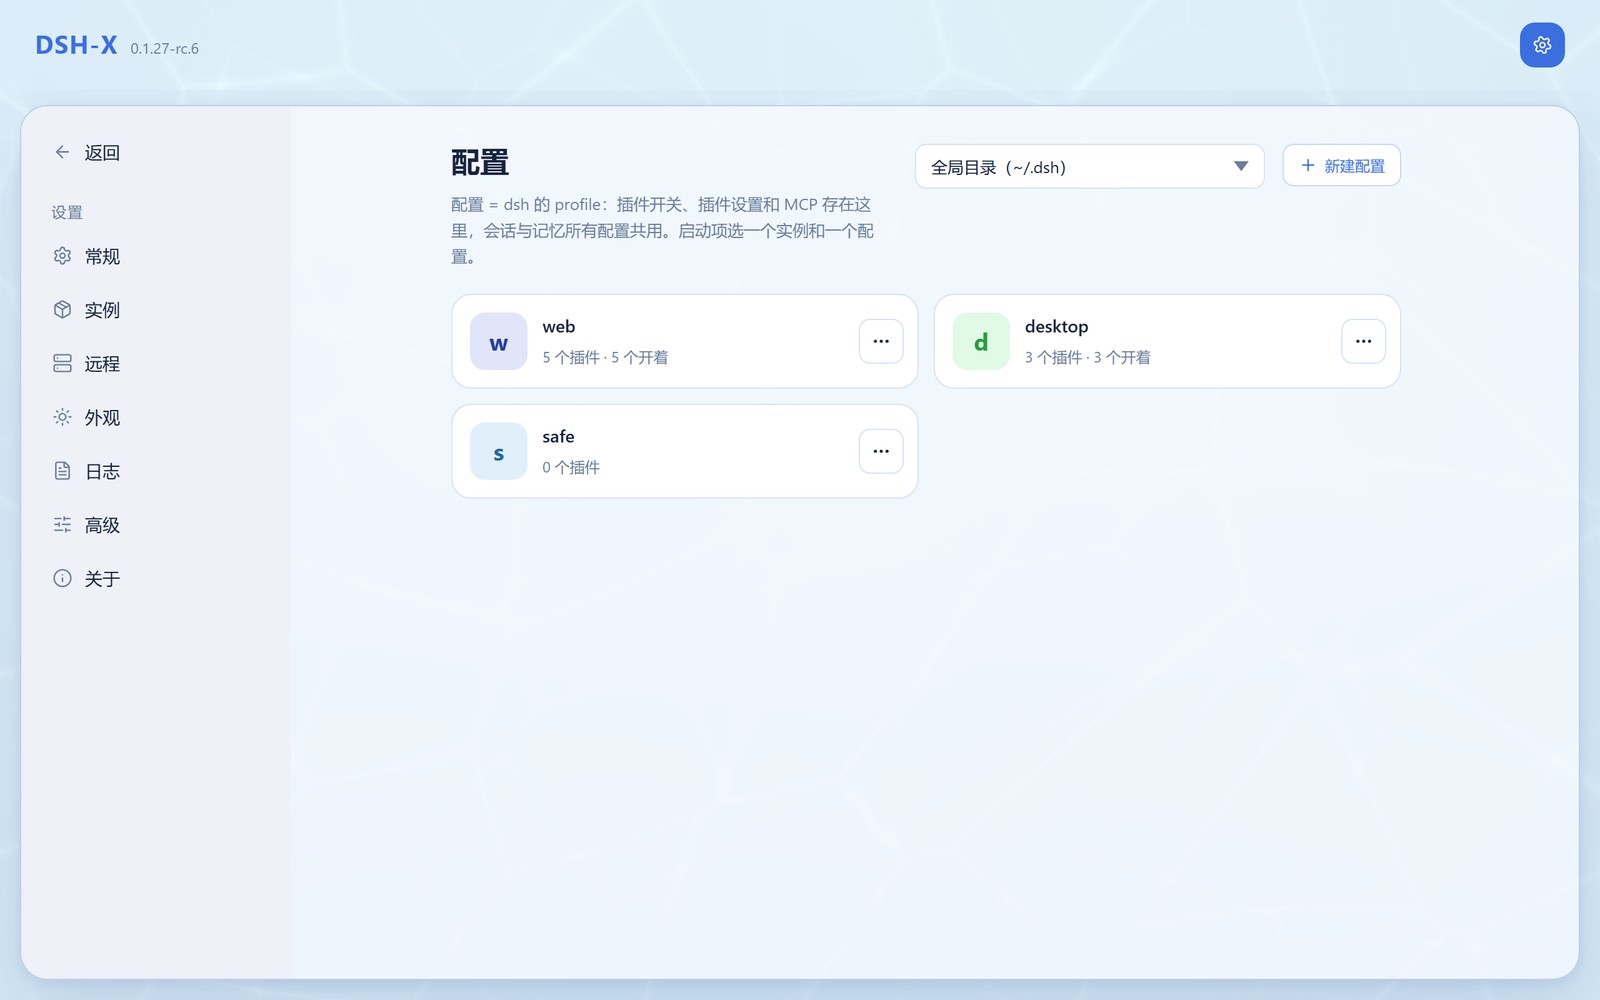 DSH-X 0.1.27-rc.6
返回
设置
常规
实例
远程
外观
日志
高级
关于
配置
配置 = dsh 的 profile：插件开关、插件设置和 MCP 存在这
里，会话与记忆所有配置共用。启动项选一个实例和一个配
置。
全局目录（~/.dsh）
新建配置
w
web
5 个插件 · 5 个开着
d
desktop
3 个插件 · 3 个开着
s
safe
0 个插件